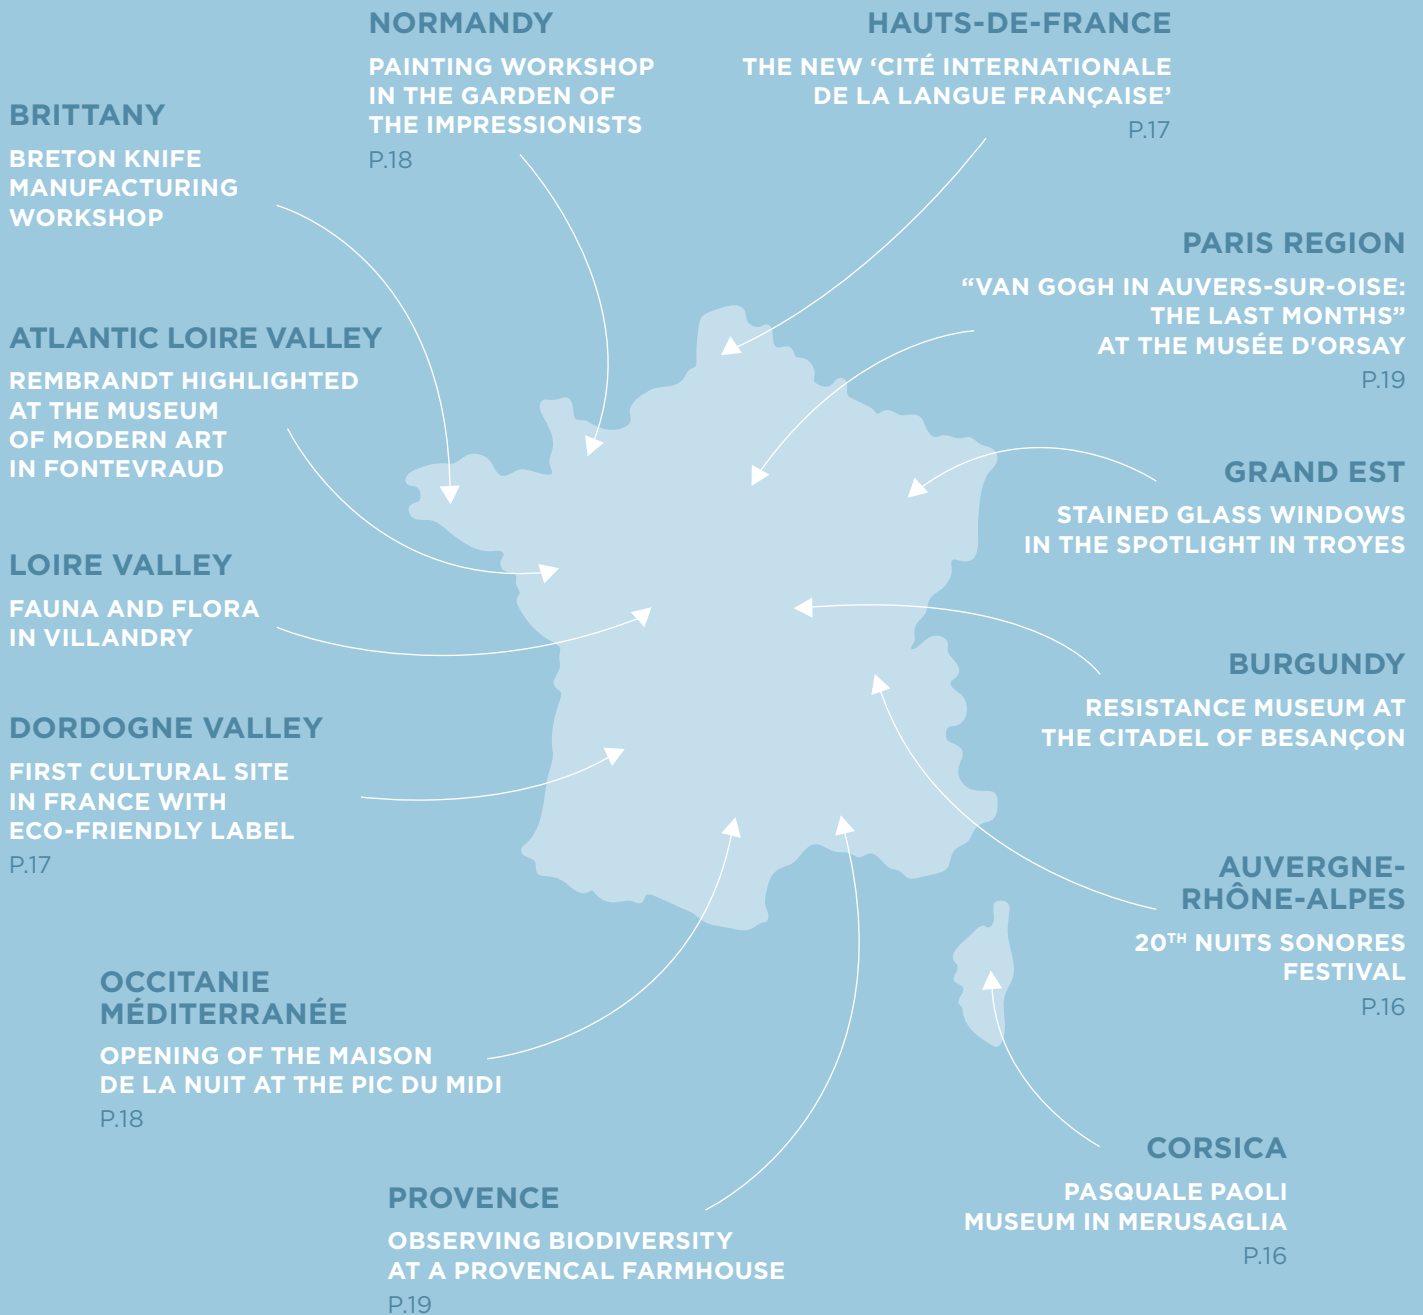 NORMANDY
PAINTING WORKSHOP
IN THE GARDEN OF
THE IMPRESSIONISTS
P.18
HAUTS-DE-FRANCE
THE NEW ‘CITÉ INTERNATIONALE
DE LA LANGUE FRANÇAISE’
P.17
BRITTANY
BRETON KNIFE
MANUFACTURING
WORKSHOP
PARIS REGION
“VAN GOGH IN AUVERS-SUR-OISE:
THE LAST MONTHS”
AT THE MUSÉE D'ORSAY
P.19
ATLANTIC LOIRE VALLEY
REMBRANDT HIGHLIGHTED
AT THE MUSEUM
OF MODERN ART
IN FONTEVRAUD
GRAND EST
STAINED GLASS WINDOWS
IN THE SPOTLIGHT IN TROYES
LOIRE VALLEY
FAUNA AND FLORA
IN VILLANDRY
BURGUNDY
RESISTANCE MUSEUM AT
THE CITADEL OF BESANÇON
DORDOGNE VALLEY
FIRST CULTURAL SITE
IN FRANCE WITH
ECO-FRIENDLY LABEL
P.17
AUVERGNE-
RHÔNE-ALPES
20TH NUITS SONORES
FESTIVAL
P.16
OCCITANIE
MÉDITERRANÉE
OPENING OF THE MAISON
DE LA NUIT AT THE PIC DU MIDI
P.18
CORSICA
PASQUALE PAOLI
MUSEUM IN MERUSAGLIA
P.16
PROVENCE
OBSERVING BIODIVERSITY
AT A PROVENCAL FARMHOUSE
P.19